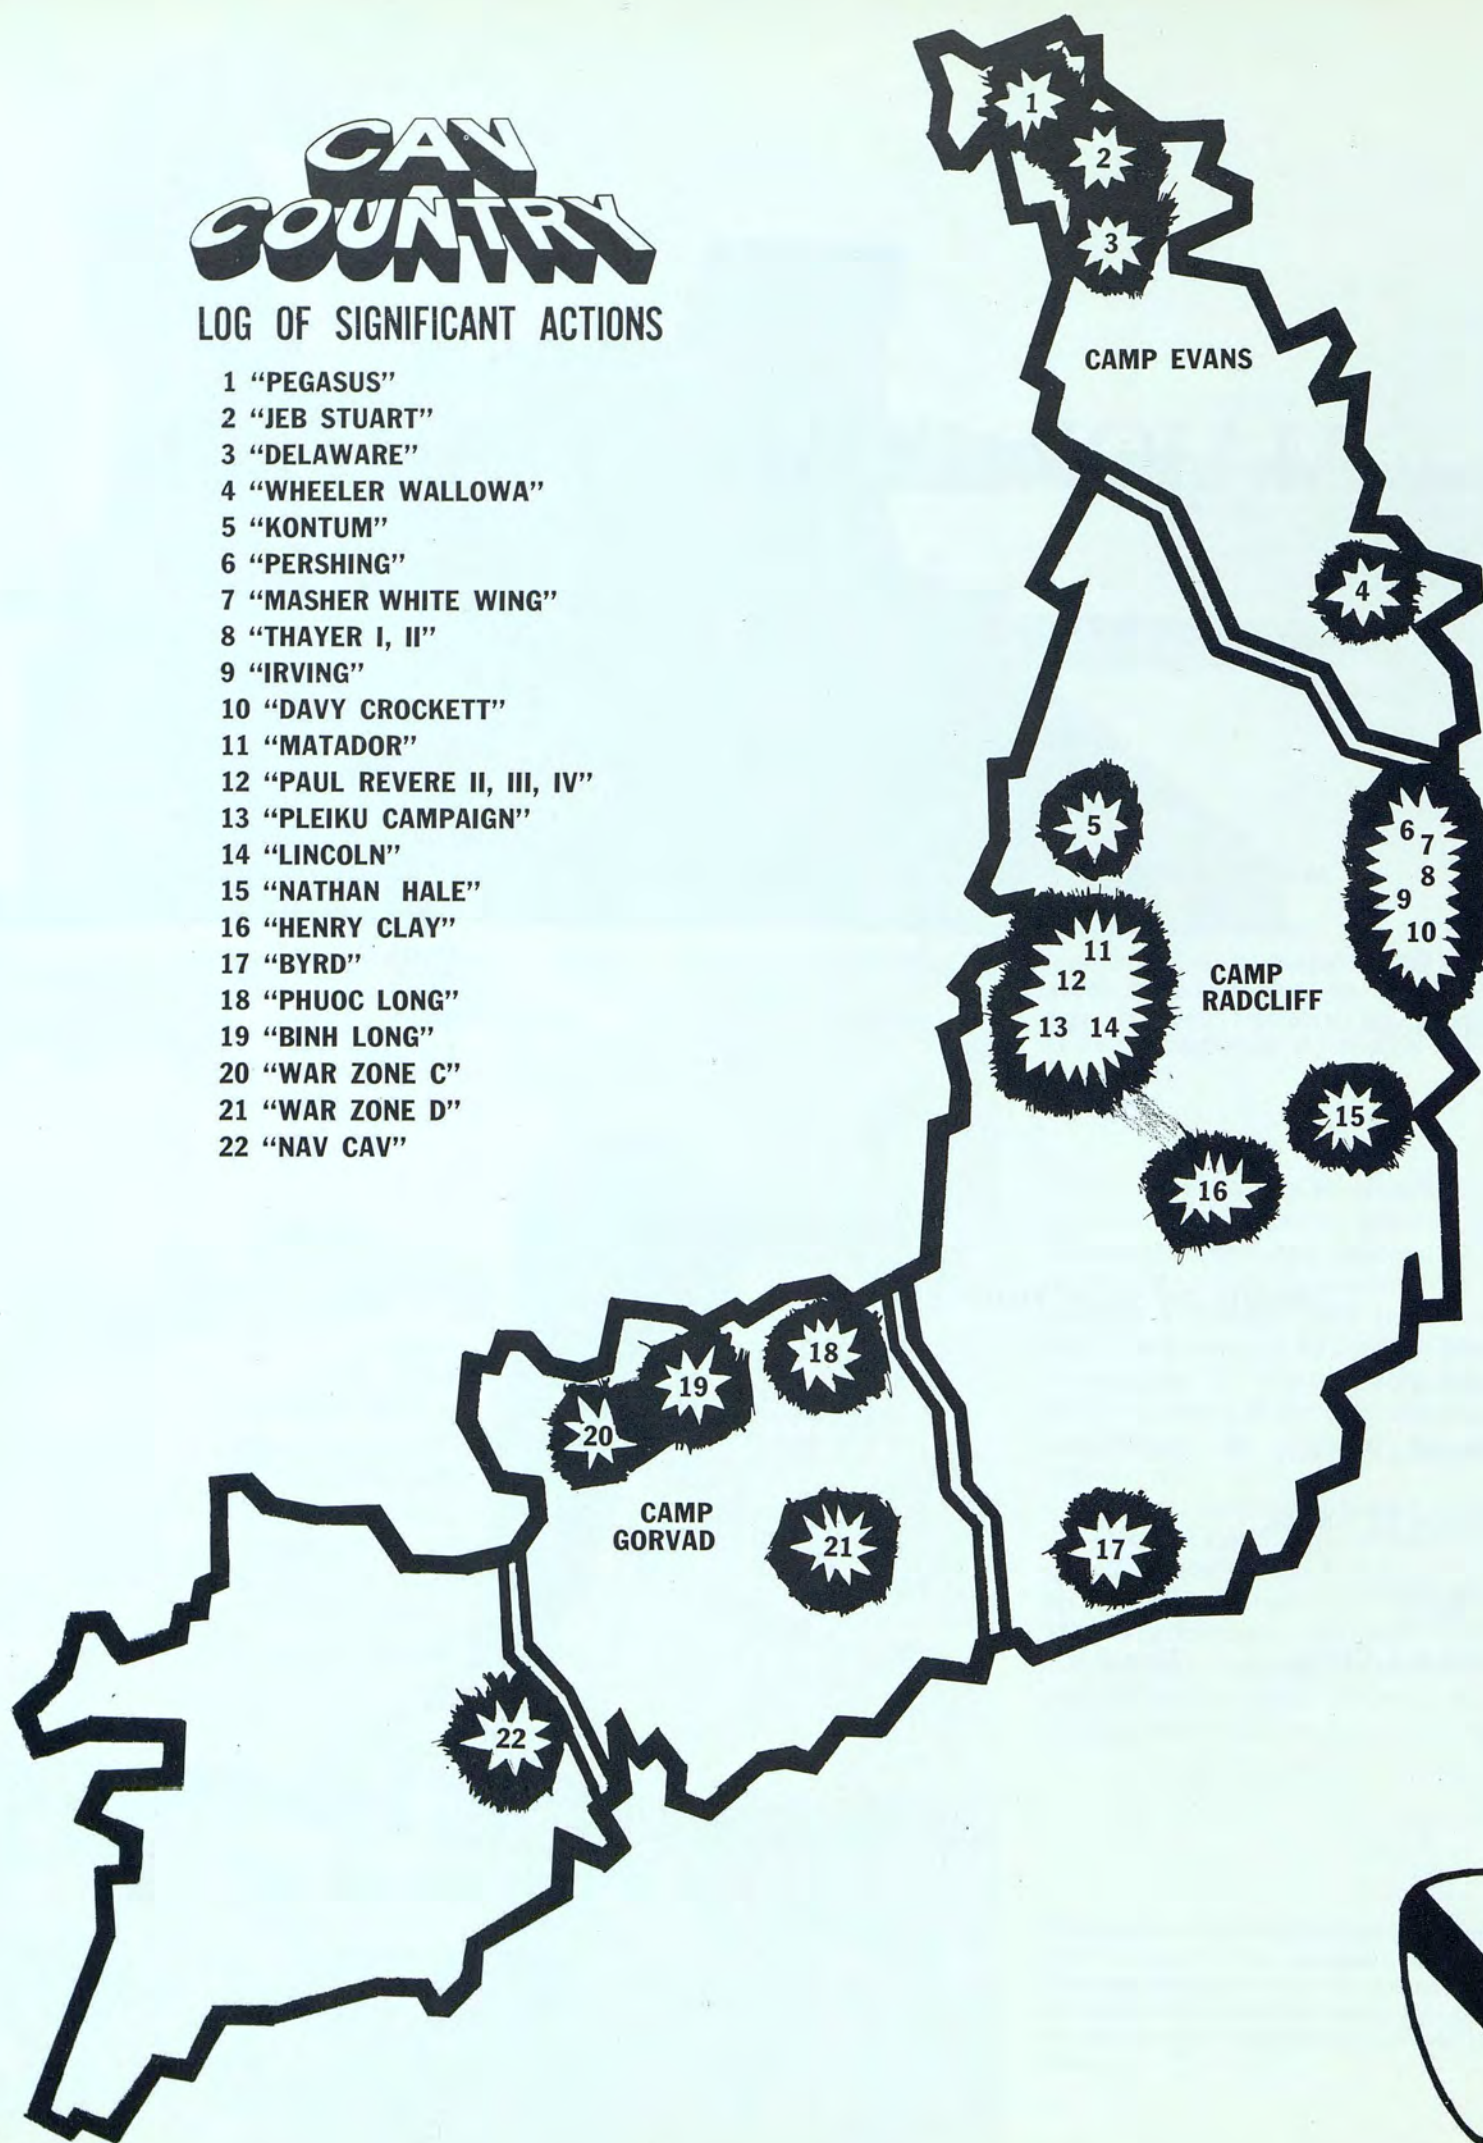 CAV
COUNTRY
LOG OF SIGNIFICANT ACTIONS
1 “PEGASUS”
2 “JEB STUART”
3 “DELAWARE”
4 “WHEELER WALLOWA”
5 “KONTUM”
6 “PERSHING”
7 “MASHER WHITE WING”
8 “THAYER I, II”
9 “IRVING”
10 “DAVY CROCKETT”
11 “MATADOR”
12 “PAUL REVERE II, III, IV”
13 “PLEIKU CAMPAIGN”
14 “LINCOLN”
15 “NATHAN HALE”
16 “HENRY CLAY”
17 “BYRD”
18 “PHUOC LONG”
19 “BINH LONG”
20 “WAR ZONE C”
21 “WAR ZONE D”
22 “NAV CAV”
1
2
3
CAMP EVANS
4
5
6
7
8
9
10
11
12
13 14
CAMP
RADCLIFF
15
16
18
19
20
CAMP
GORVAD
21
17
22